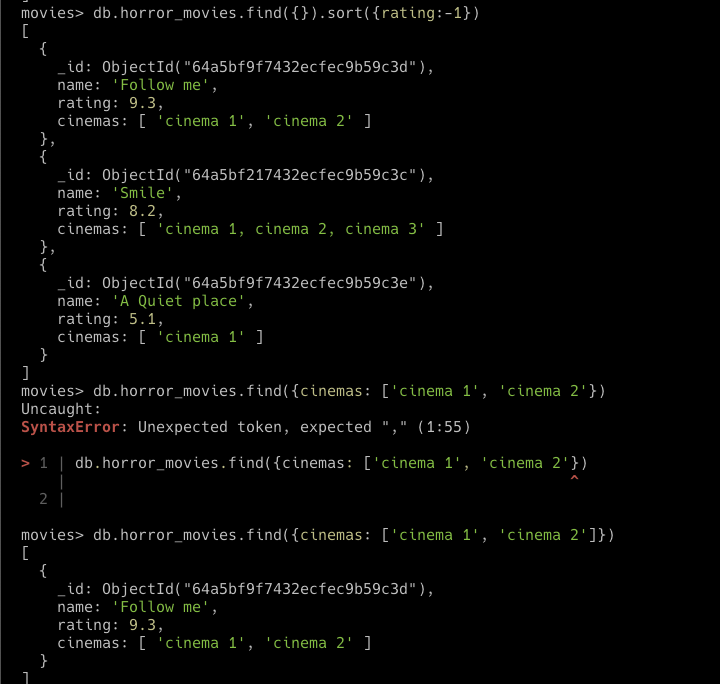 movies> db.horror_movies.find({}).sort({rating:-1})
[
  {
    _id: ObjectId("64a5bf9f7432ecfec9b59c3d"),
    name: 'Follow me',
    rating: 9.3,
    cinemas: [ 'cinema 1', 'cinema 2' ]
  },
  {
    _id: ObjectId("64a5bf217432ecfec9b59c3c"),
    name: 'Smile',
    rating: 8.2,
    cinemas: [ 'cinema 1, cinema 2, cinema 3' ]
  },
  {
    _id: ObjectId("64a5bf9f7432ecfec9b59c3e"),
    name: 'A Quiet place',
    rating: 5.1,
    cinemas: [ 'cinema 1' ]
  }
]
movies> db.horror_movies.find({cinemas: ['cinema 1', 'cinema 2'})
Uncaught:
SyntaxError: Unexpected token, expected "," (1:55)

> 1 | db.horror_movies.find({cinemas: ['cinema 1', 'cinema 2'})
    |                                                        ^
  2 |

movies> db.horror_movies.find({cinemas: ['cinema 1', 'cinema 2']})
[
  {
    _id: ObjectId("64a5bf9f7432ecfec9b59c3d"),
    name: 'Follow me',
    rating: 9.3,
    cinemas: [ 'cinema 1', 'cinema 2' ]
  }
]